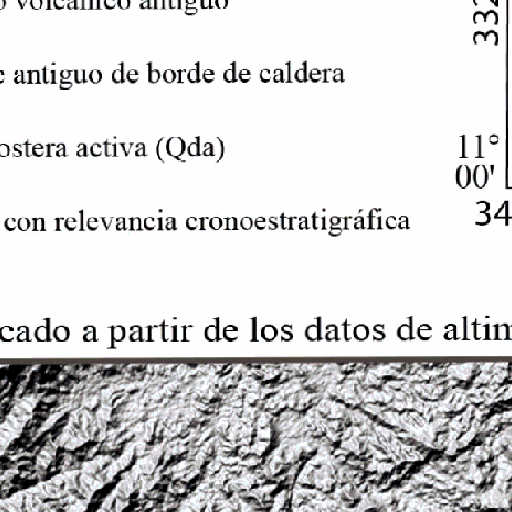 volcánico antiguo
antiguo de borde de caldera
ostera activa (Qda)
con relevancia cronoestratigráfica
332
11°
00'
34
cado a partir de los datos de altim